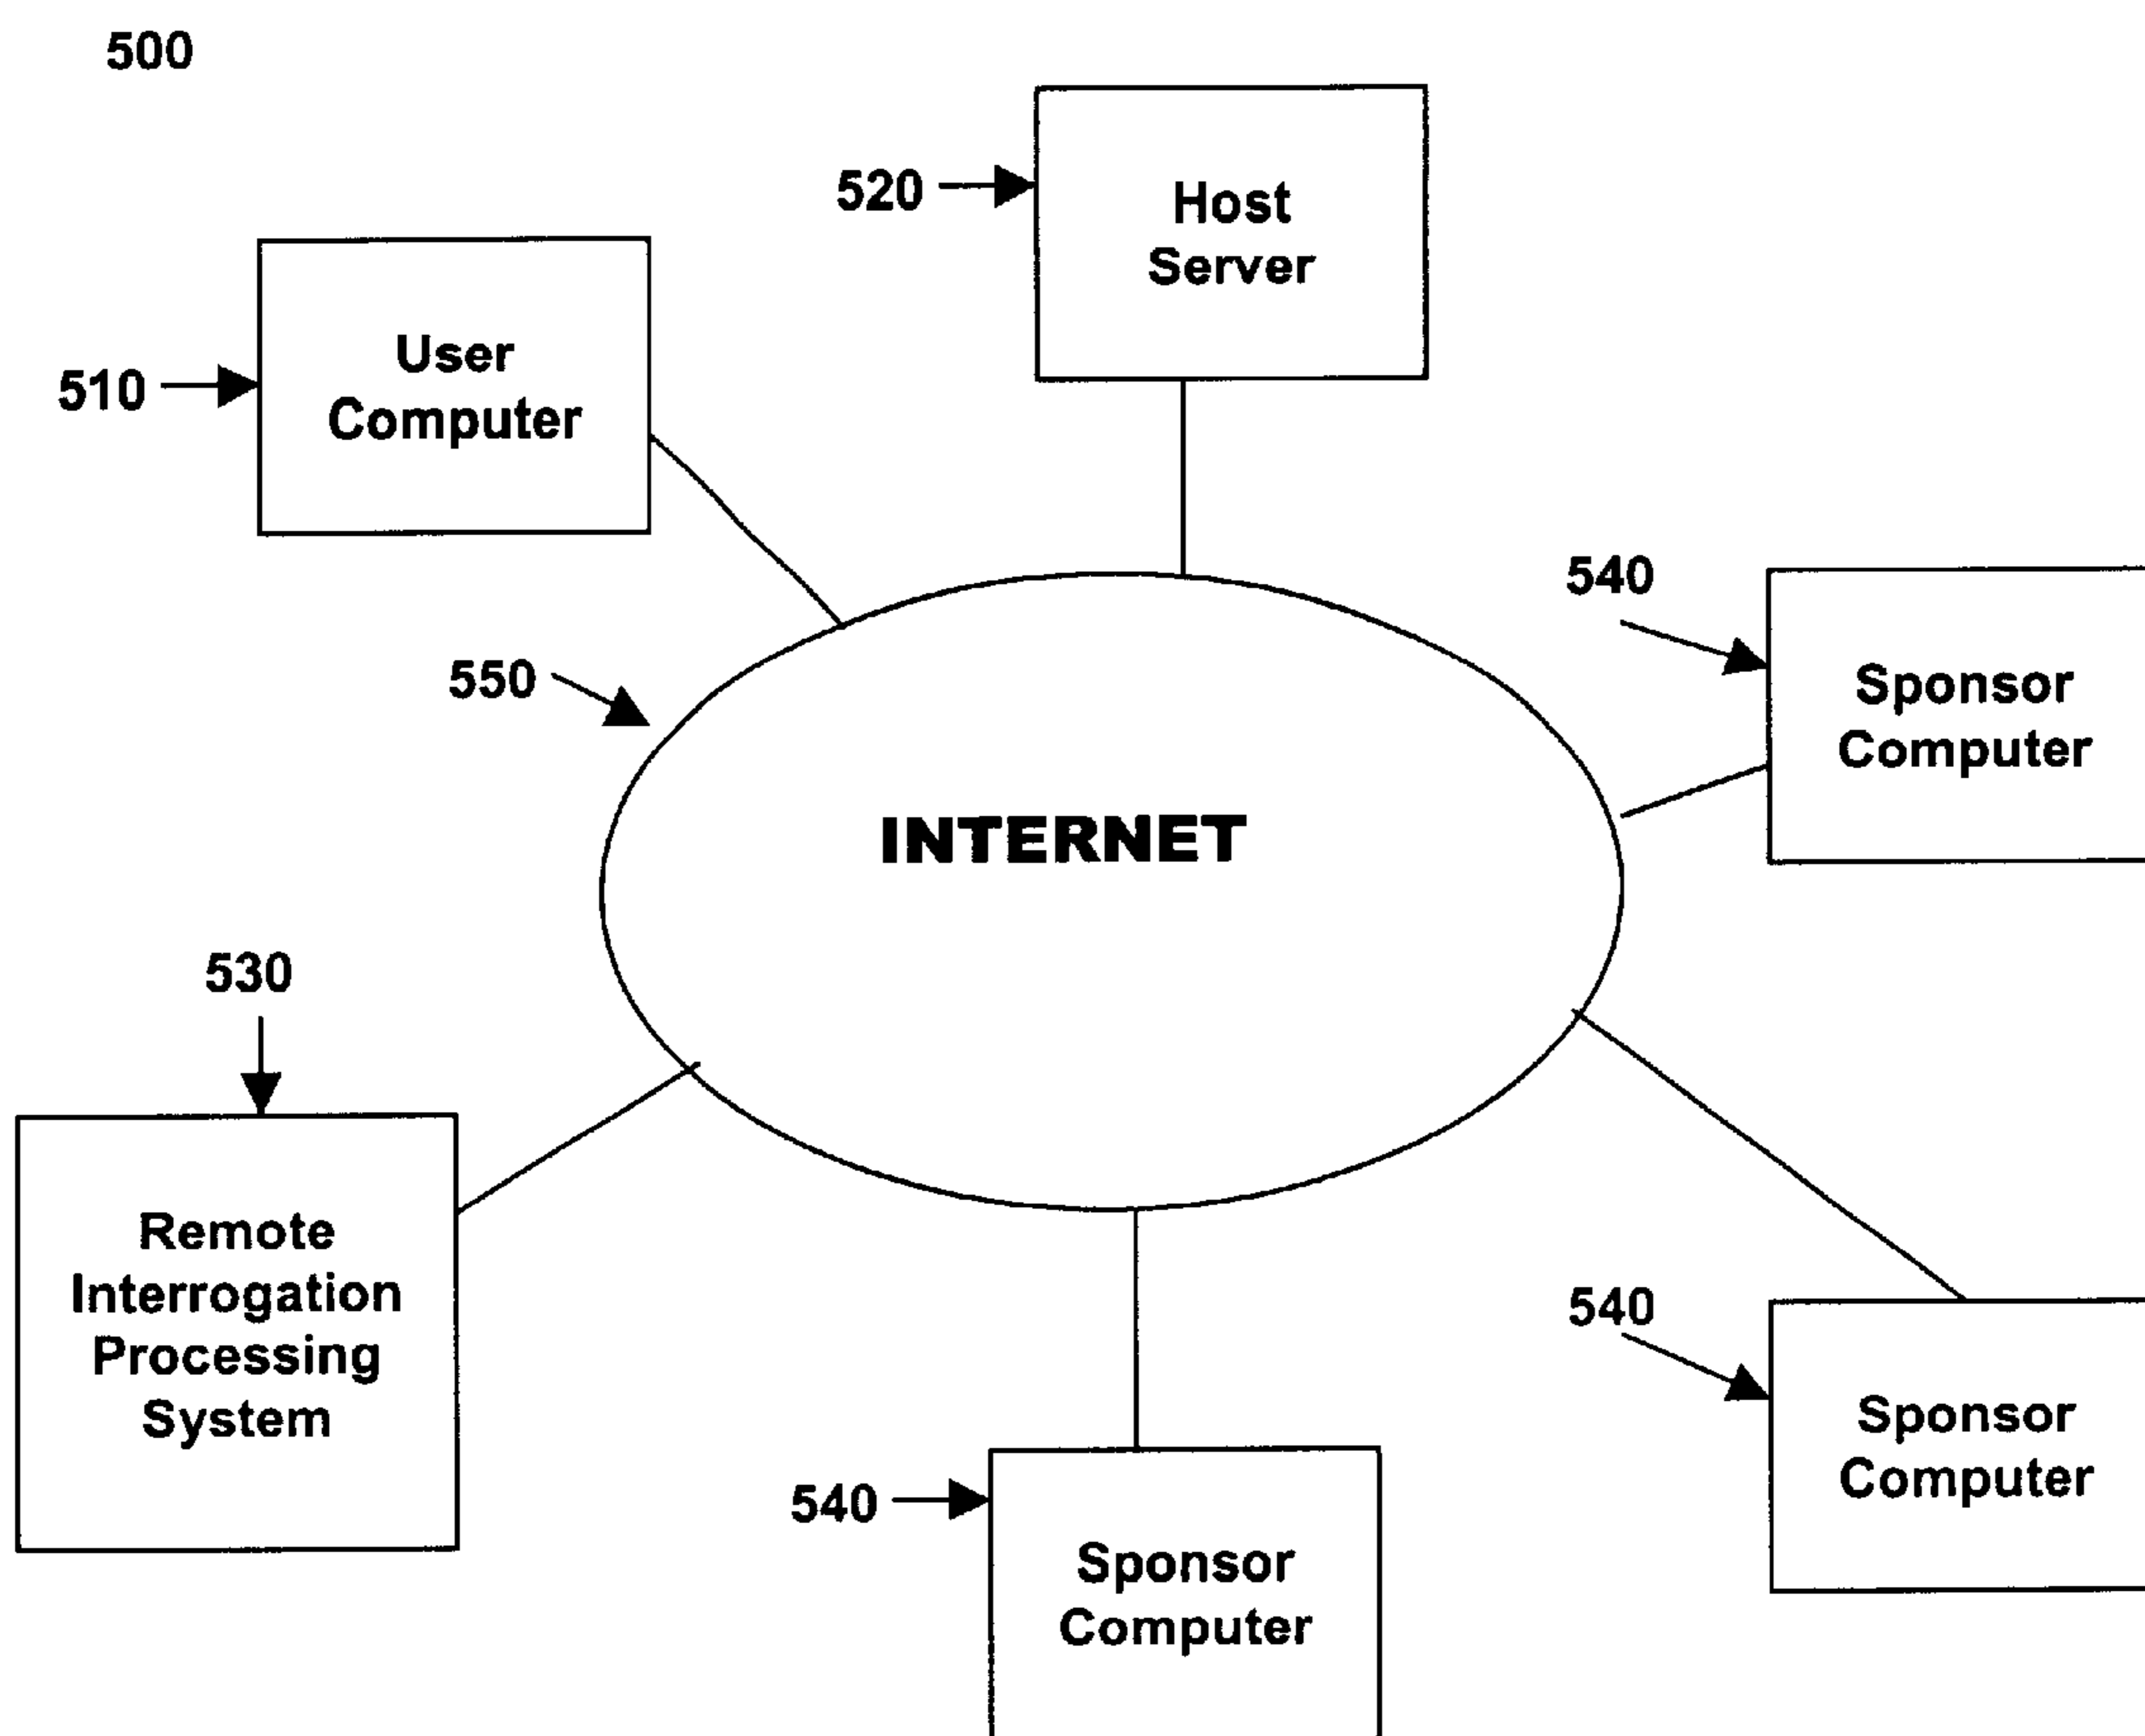 500
520
Host
Server
510
User
Computer
540
Sponsor
Computer
550
INTERNET
530
Remote
Interrogation
Processing
System
540
Sponsor
Computer
540
Sponsor
Computer